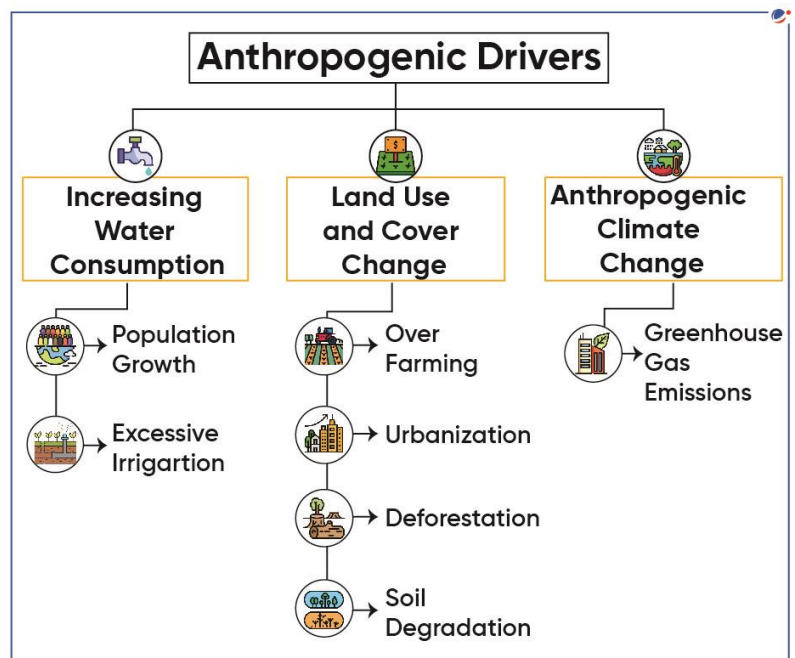 Anthropogenic Drivers
Increasing
Water
Consumption
Population
Growth
Excessive
Irrigartion
Land Use
and Cover
Change
Over
Farming
Urbanization
Deforestation
Soil
Degradation
Anthropogenic
Climate
Change
Greenhouse
Gas
Emissions